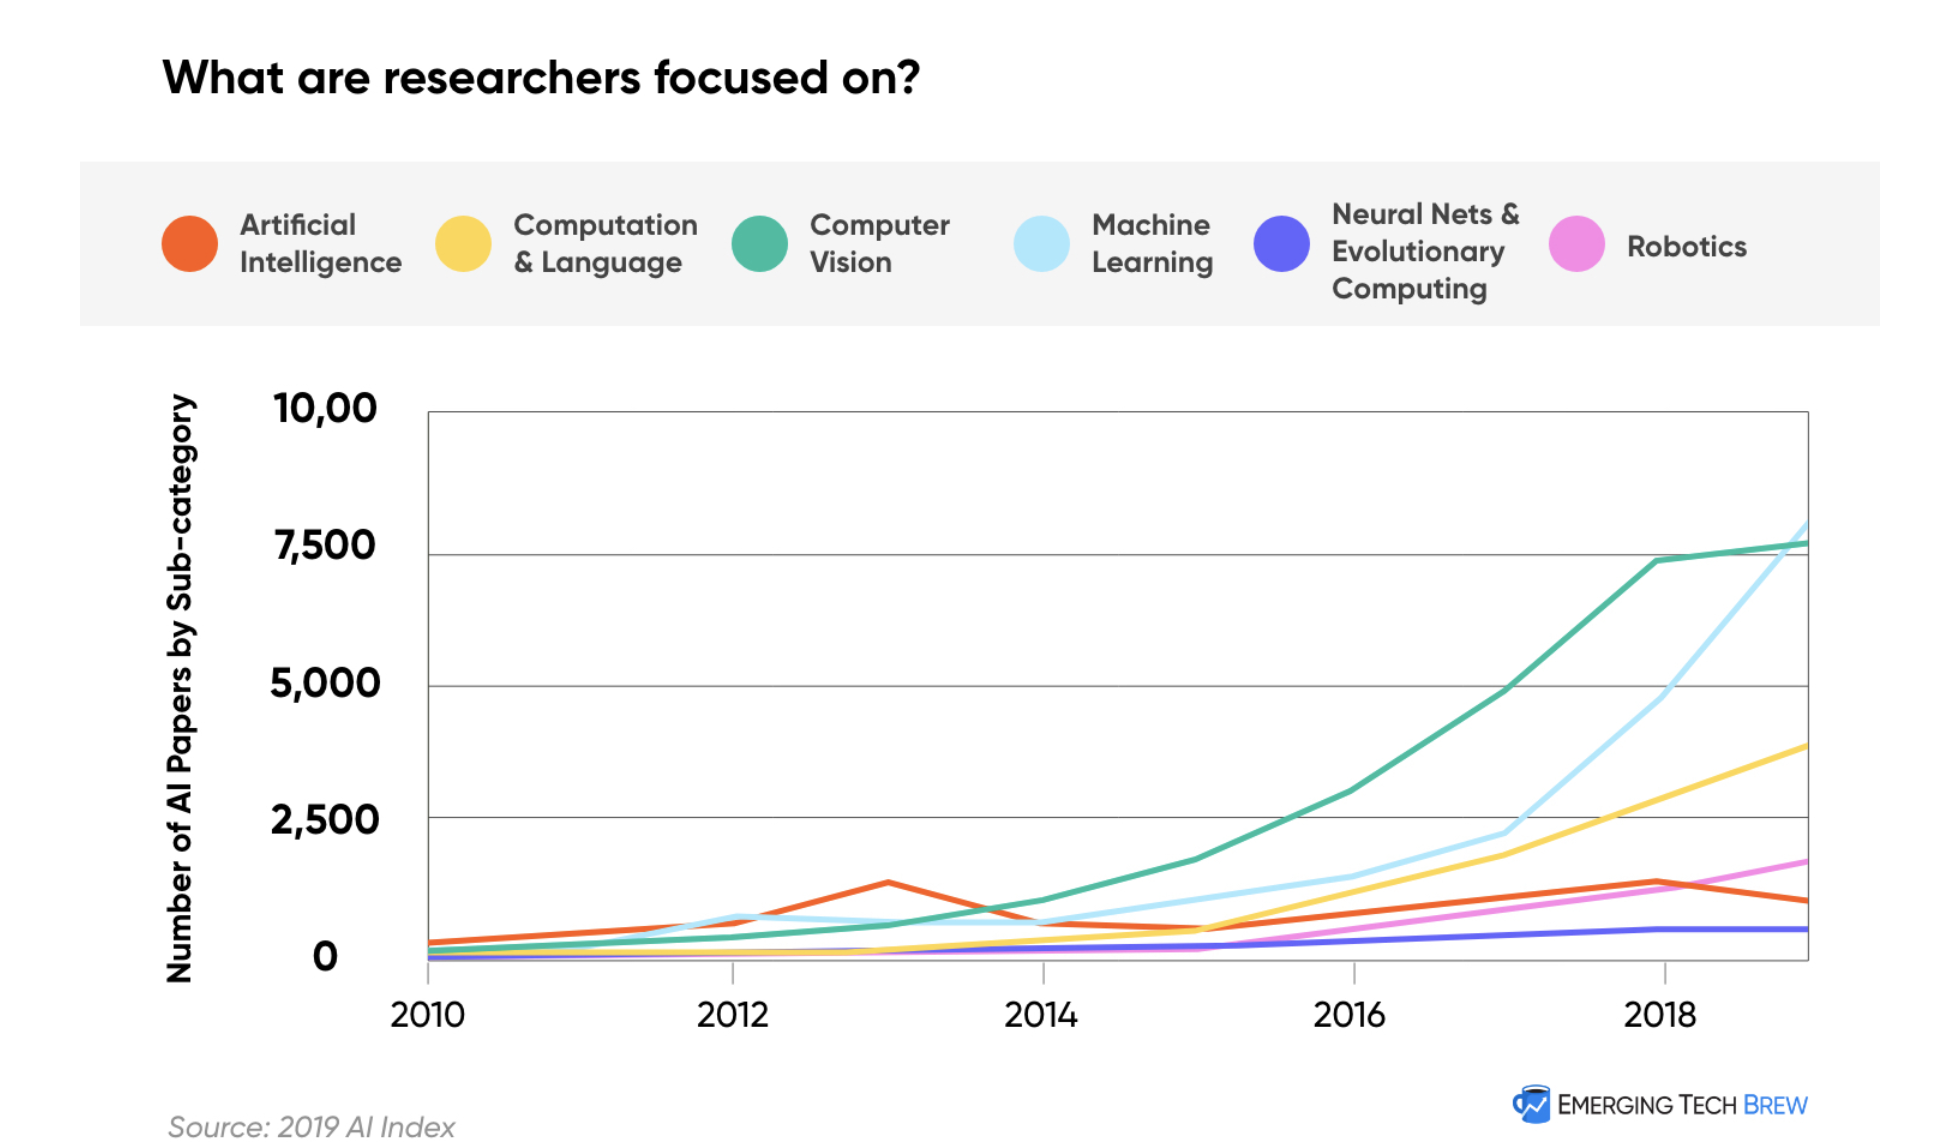 What are researchers focused on?
Artificial
Intelligence
Computation
& Language
Computer
Vision
Machine
Learning
Neural Nets &
Evolutionary
Computing
Robotics
Number of AI Papers by Sub-category
10,00
7,500
5,000
2,500
0
2010
2012
2014
2016
2018
Source: 2019 AI Index
EMERGING TECH BREW